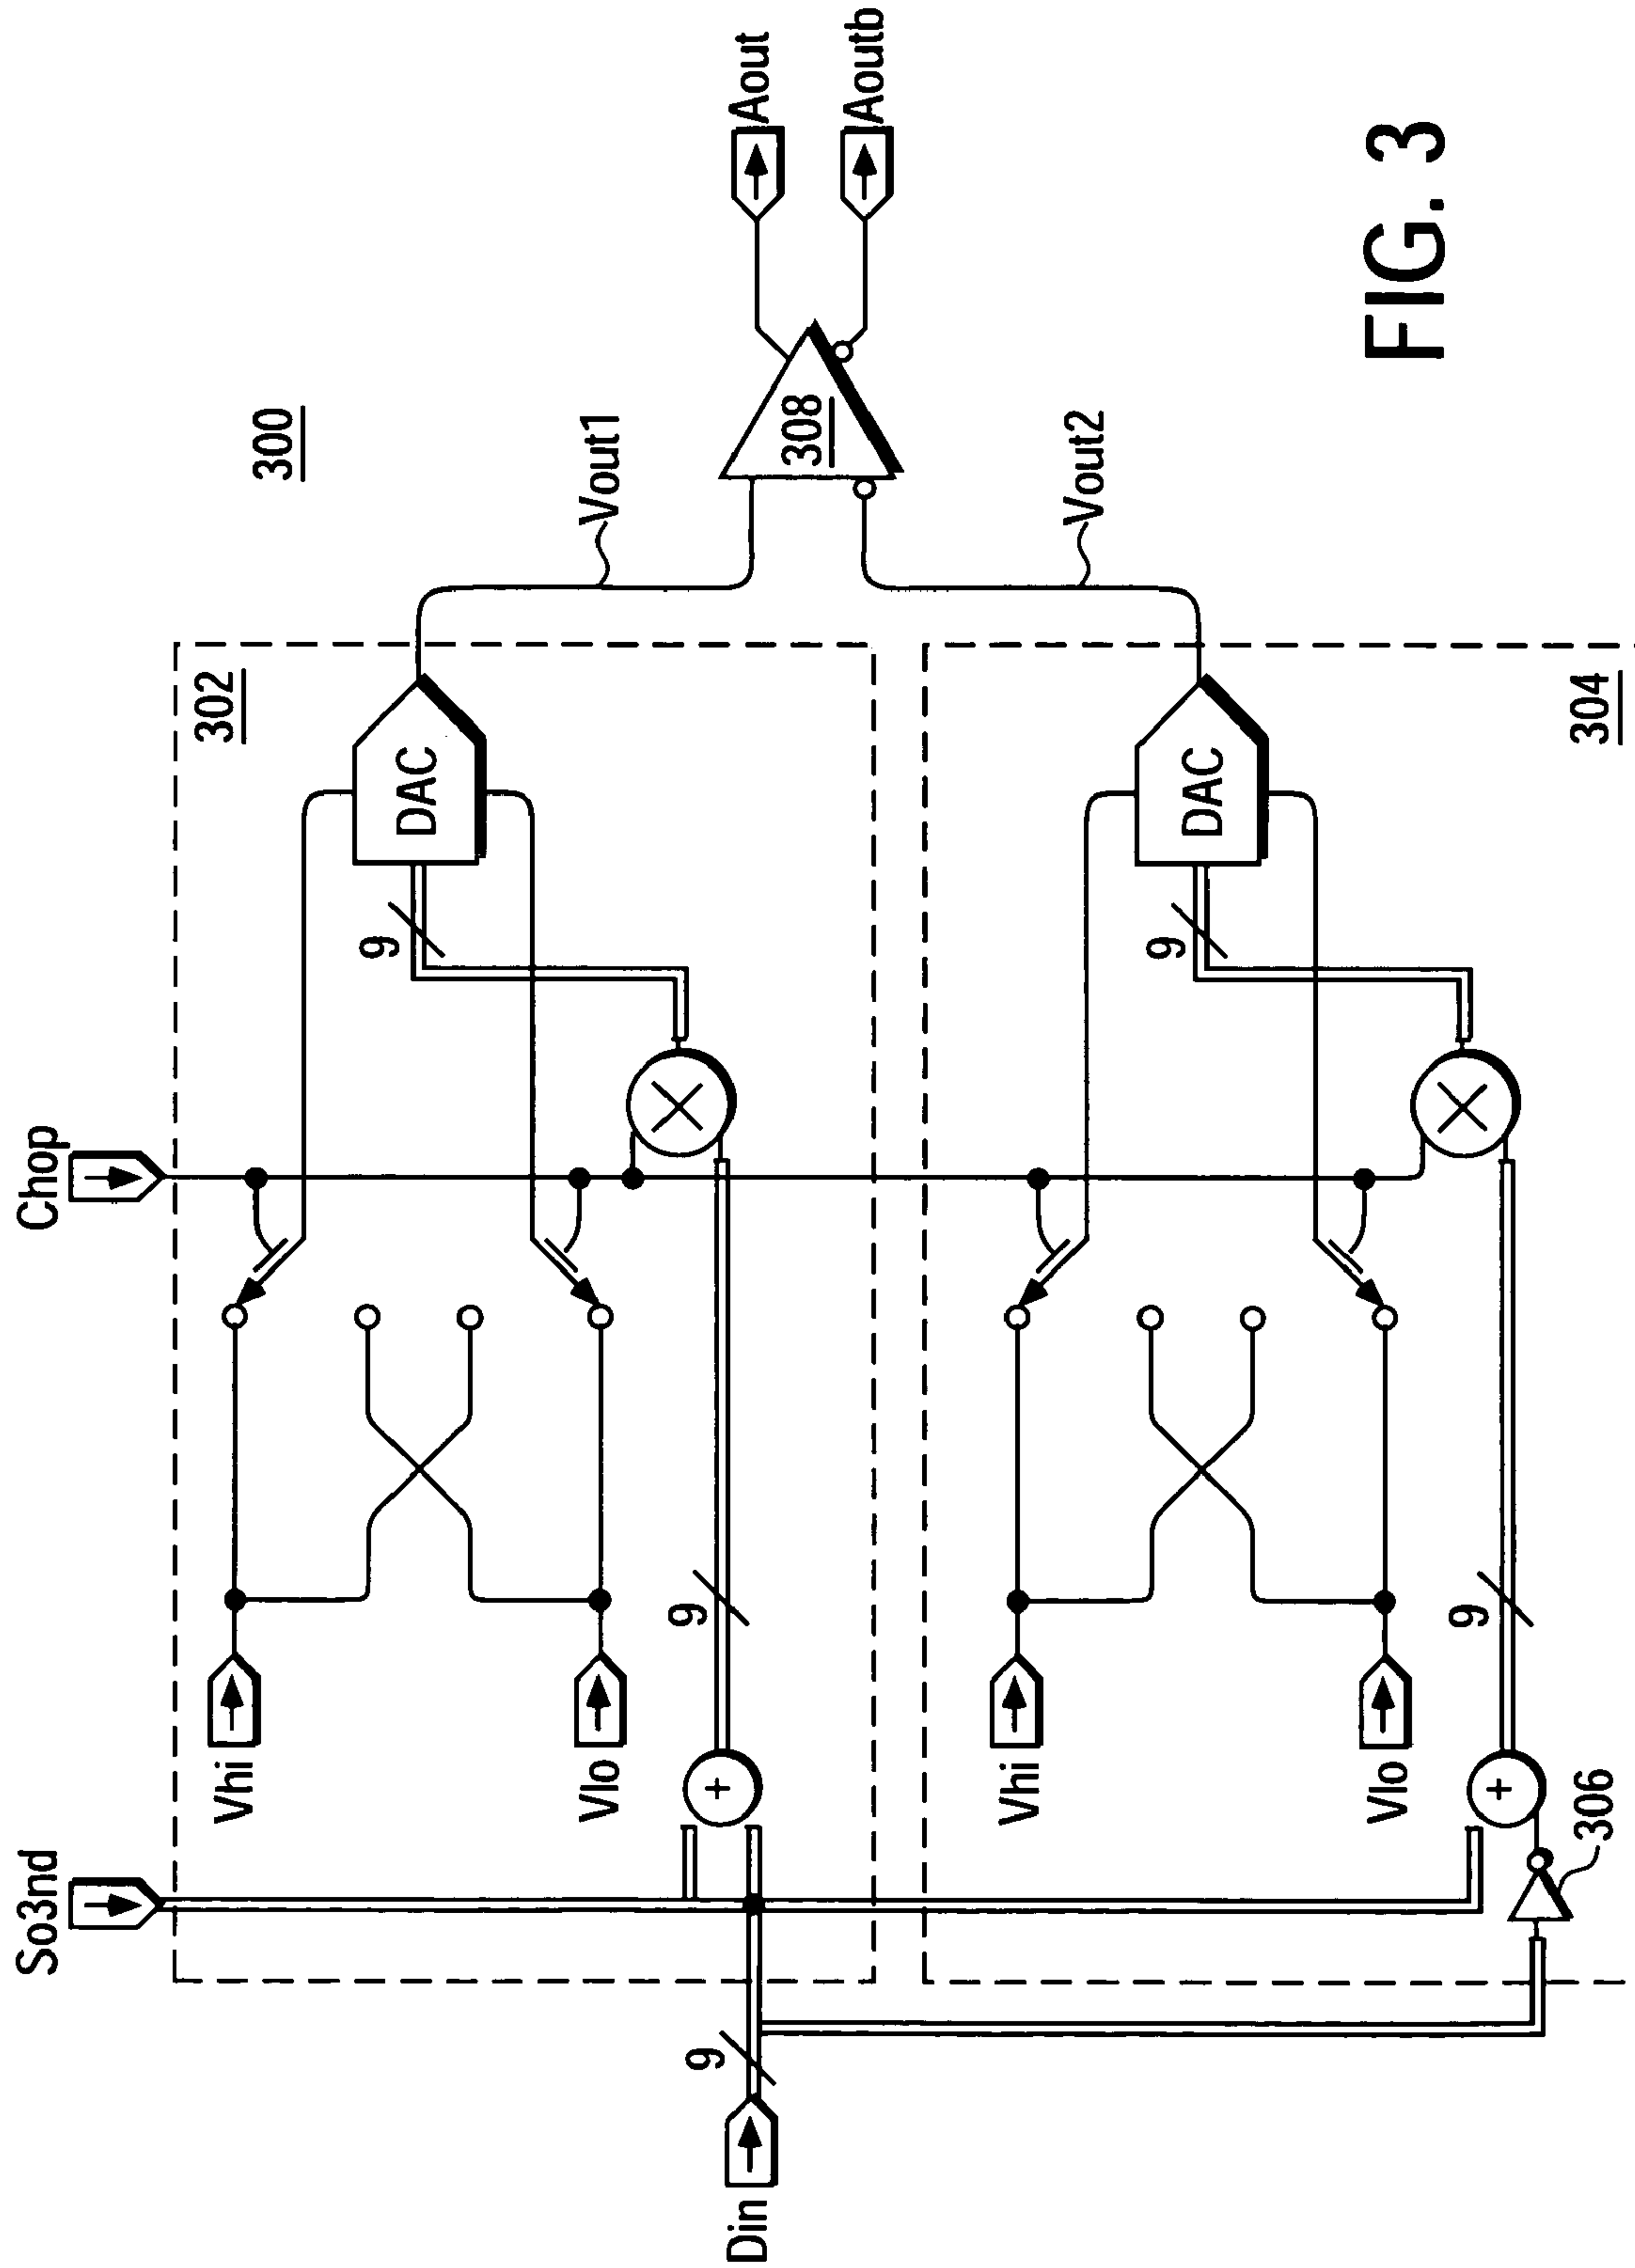 Chop
So3nd
300
302
Vhi
DAC
9
Vlo
9
Vout1
Aout
308
Aoutb
Din
9
Vout2
Vhi
DAC
9
Vlo
9
306
304
FIG. 3